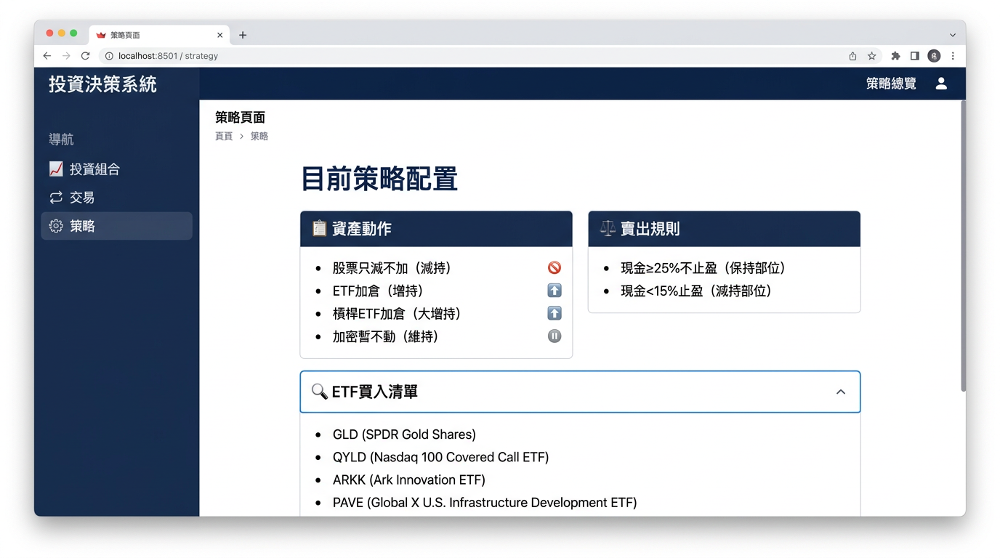 策略頁面
localhost:8501 / strategy
投資決策系統
策略總覽
導航
投資組合
交易
策略
策略頁面
頁頁 > 策略
目前策略配置
資產動作
• 股票只減不加（減持）
• ETF加倉（增持）
• 槓桿ETF加倉（大增持）
• 加密暫不動（維持）
賣出規則
• 現金≥25%不止盈（保持部位）
• 現金<15%止盈（減持部位）
ETF買入清單
• GLD (SPDR Gold Shares)
• QYLD (Nasdaq 100 Covered Call ETF)
• ARKK (Ark Innovation ETF)
• PAVE (Global X U.S. Infrastructure Development ETF)